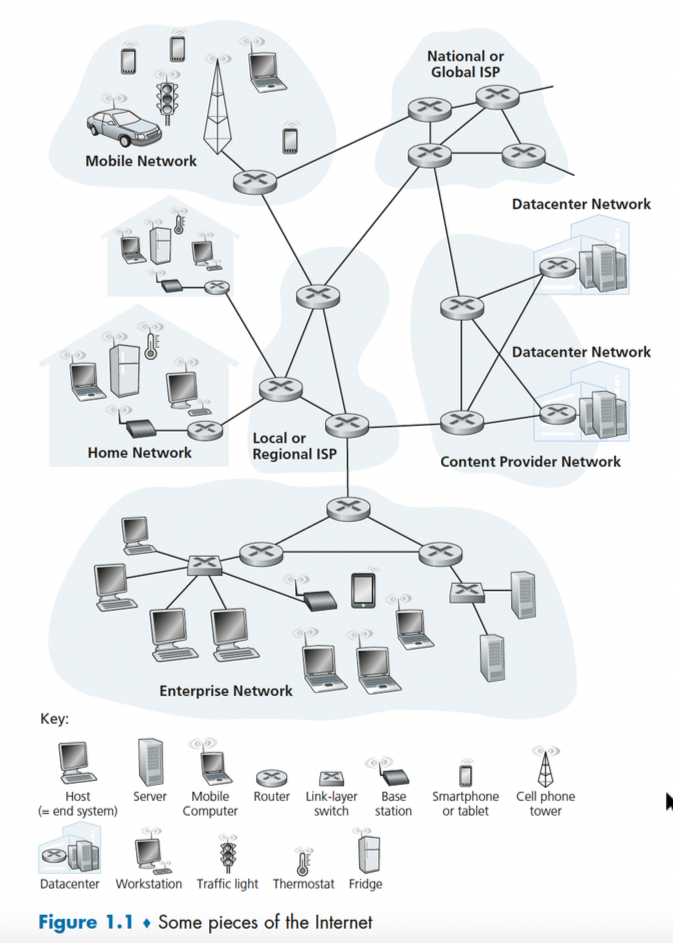 National or
Global ISP
Mobile Network
Datacenter Network
Datacenter Network
Local or
Regional ISP
Home Network
Content Provider Network
Enterprise Network
Key:
Host
(= end system)
Server
Mobile
Computer
Router
Link-layer
switch
Base
station
Smartphone
or tablet
Cell phone
tower
Datacenter
Workstation
Traffic light
Thermostat
Fridge
Figure 1.1 ♦ Some pieces of the Internet